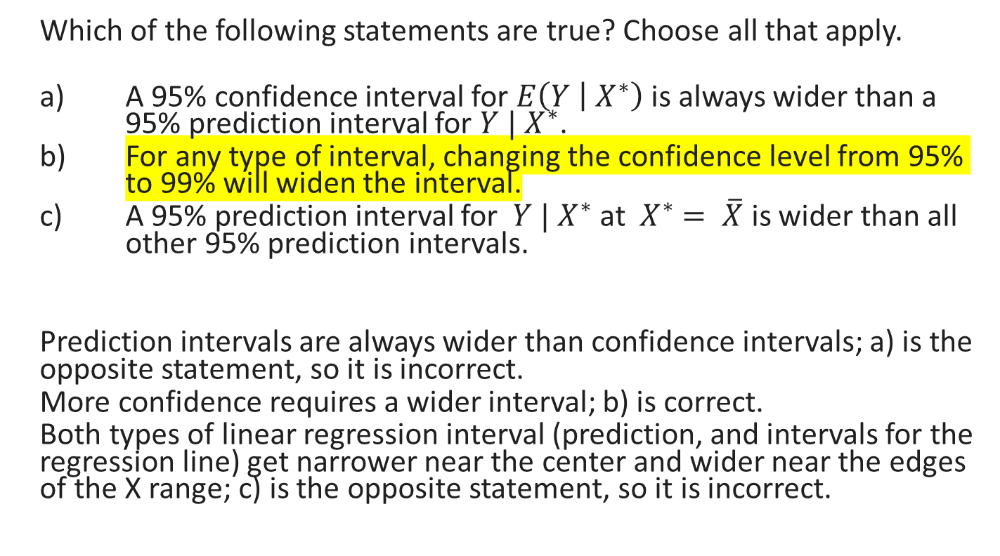 Which of the following statements are true? Choose all that apply.
a) A 95% confidence interval for E(Y | X*) is always wider than a
95% prediction interval for Y | X*.
b) For any type of interval, changing the confidence level from 95%
to 99% will widen the interval.
c) A 95% prediction interval for Y | X* at X* = X̄ is wider than all
other 95% prediction intervals.
Prediction intervals are always wider than confidence intervals; a) is the
opposite statement, so it is incorrect.
More confidence requires a wider interval; b) is correct.
Both types of linear regression interval (prediction, and intervals for the
regression line) get narrower near the center and wider near the edges
of the X range; c) is the opposite statement, so it is incorrect.